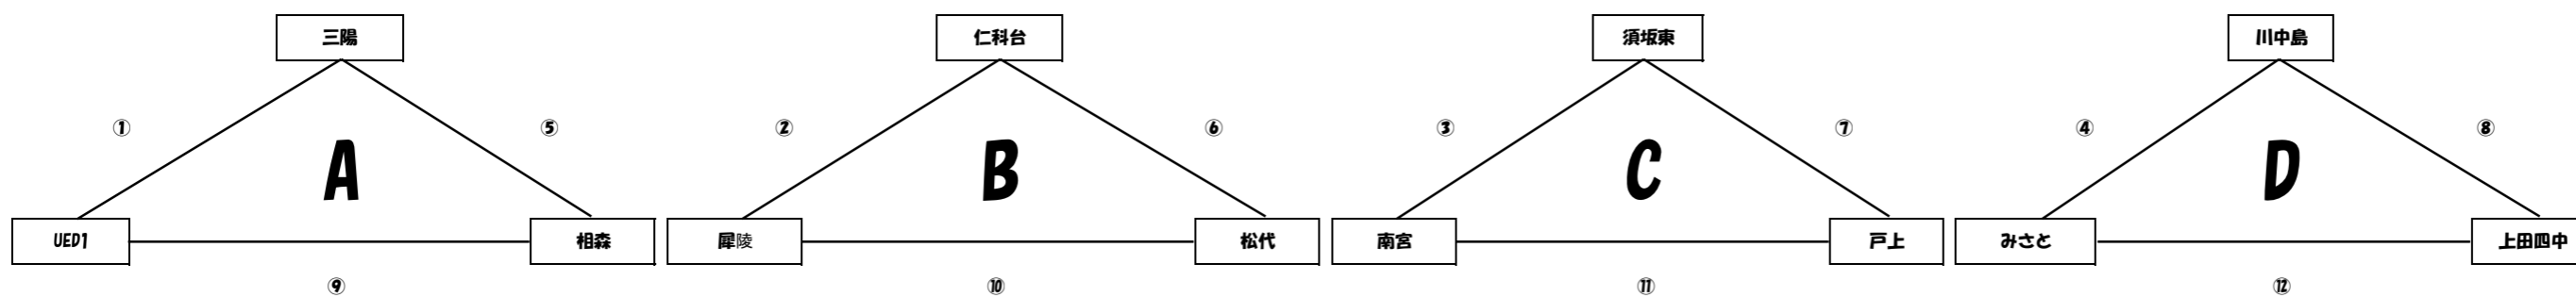 三陽 仁科台 須坂東 川中島
① ⑤ ② ⑥ ③ ⑦ ④ ⑧
A B C D
UED1 相森 犀陵 松代 南宮 戸上 みさと 上田四中
⑨ ⑩ ⑪ ⑫